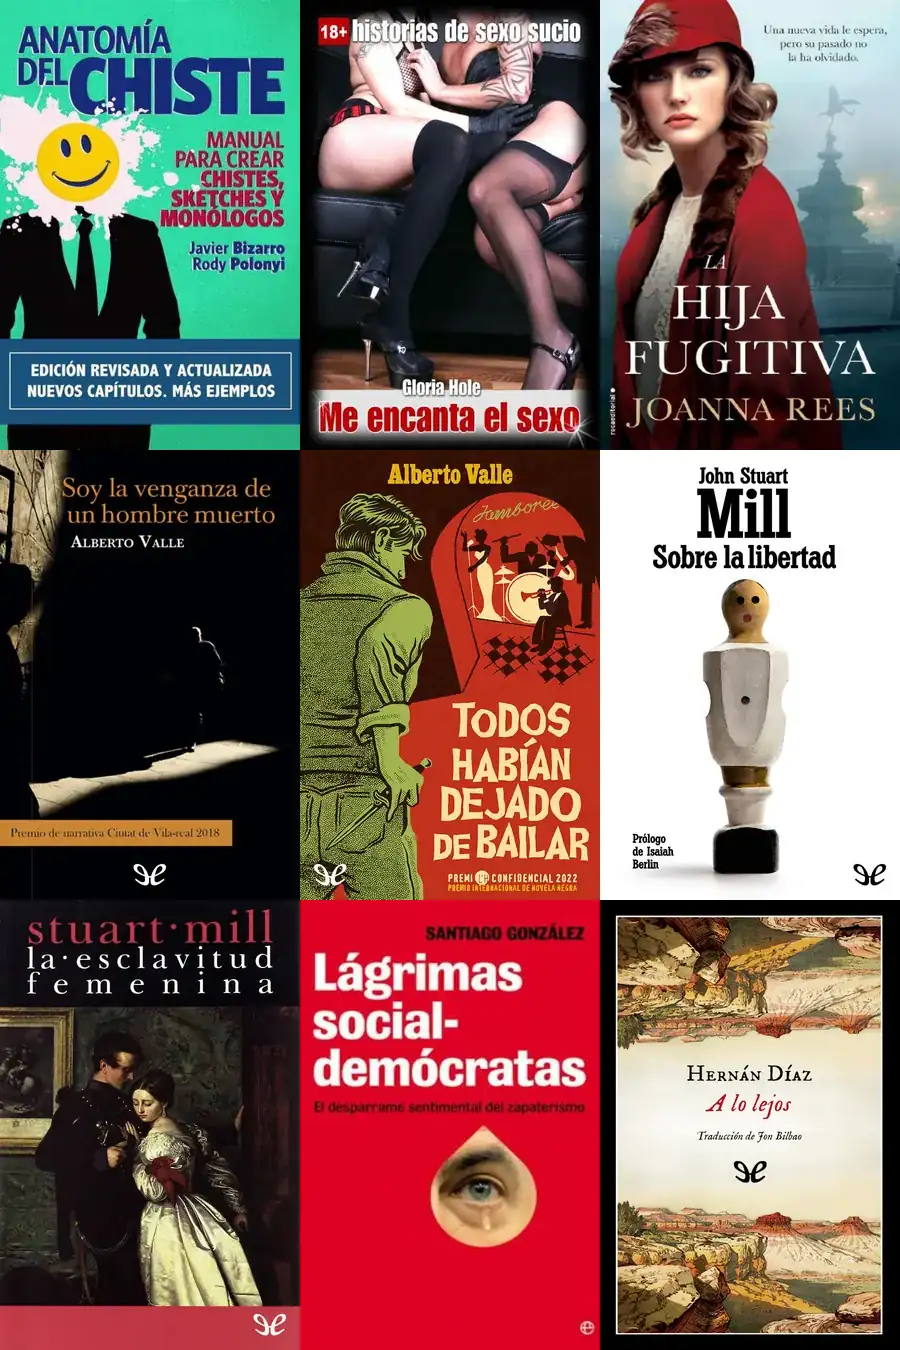 ANATOMÍA
DEL CHISTE
MANUAL
PARA CREAR
CHISTES,
SKETCHES Y
MONÓLOGOS
Javier Bizarro
Rody Polonyi
EDICIÓN REVISADA Y ACTUALIZADA
NUEVOS CAPÍTULOS. MÁS EJEMPLOS
18+ historias de sexo sucio
Gloria Hole
Me encanta el sexo
Una nueva vida le espera,
pero su pasado no
la ha olvidado.
LA
HIJA
FUGITIVA
JOANNA REES
rocaeditorial
Soy la venganza de
un hombre muerto
ALBERTO VALLE
Premio de narrativa Ciutat de Vila-real 2018
Alberto Valle
Jamboree
TODOS
HABÍAN
DEJADO
DE BAILAR
PREMI CONFIDENCIAL 2022
PREMIO INTERNACIONAL DE NOVELA NEGRA
John Stuart
Mill
Sobre la libertad
Prólogo
de Isaiah
Berlin
stuart·mill
la·esclavitud
femenina
SANTIAGO GONZÁLEZ
Lágrimas
social-
demócratas
El desparrame sentimental del zapaterismo
HERNÁN DÍAZ
A lo lejos
Traducción de Jon Bilbao